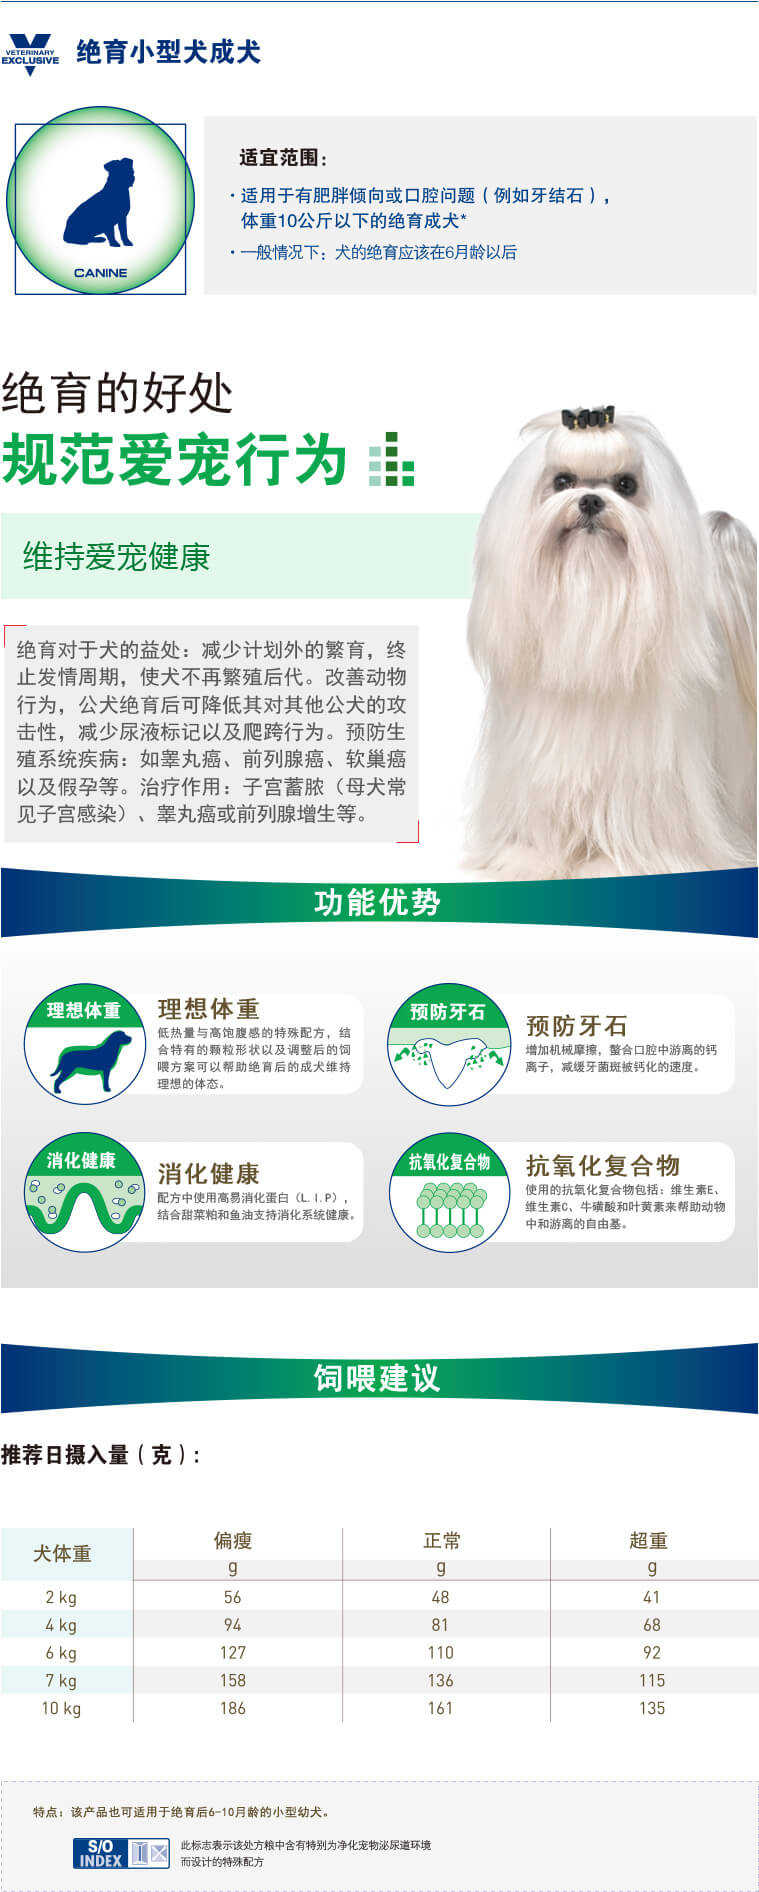 VETERINARY
EXCLUSIVE
绝育小型犬成犬
CANINE
适宜范围：
·适用于有肥胖倾向或口腔问题（例如牙结石），
体重10公斤以下的绝育成犬*
·一般情况下：犬的绝育应该在6月龄以后
绝育的好处
规范爱宠行为
维持爱宠健康
绝育对于犬的益处：减少计划外的繁育，终
止发情周期，使犬不再繁殖后代。改善动物
行为，公犬绝育后可降低其对其他公犬的攻
击性，减少尿液标记以及爬跨行为。预防生
殖系统疾病：如睾丸癌、前列腺癌、软巢癌
以及假孕等。治疗作用：子宫蓄脓（母犬常
见子宫感染）、睾丸癌或前列腺增生等。
功能优势
理想体重
理想体重
低热量与高饱腹感的特殊配方，结
合特有的颗粒形状以及调整后的饲
喂方案可以帮助绝育后的成犬维持
理想的体态。
预防牙石
预防牙石
增加机械摩擦，螯合口腔中游离的钙
离子，减缓牙菌斑被钙化的速度。
消化健康
消化健康
配方中使用高易消化蛋白（L.I.P），
结合甜菜粕和鱼油支持消化系统健康。
抗氧化复合物
抗氧化复合物
使用的抗氧化复合物包括：维生素E、
维生素C、牛磺酸和叶黄素来帮助动物
中和游离的自由基。
饲喂建议
推荐日摄入量（克）：
犬体重 偏瘦 正常 超重
g g g
2 kg 56 48 41
4 kg 94 81 68
6 kg 127 110 92
7 kg 158 136 115
10 kg 186 161 135
特点：该产品也可适用于绝育后6-10月龄的小型幼犬。
S/O
INDEX
此标志表示该处方粮中含有特别为净化宠物泌尿道环境
而设计的特殊配方